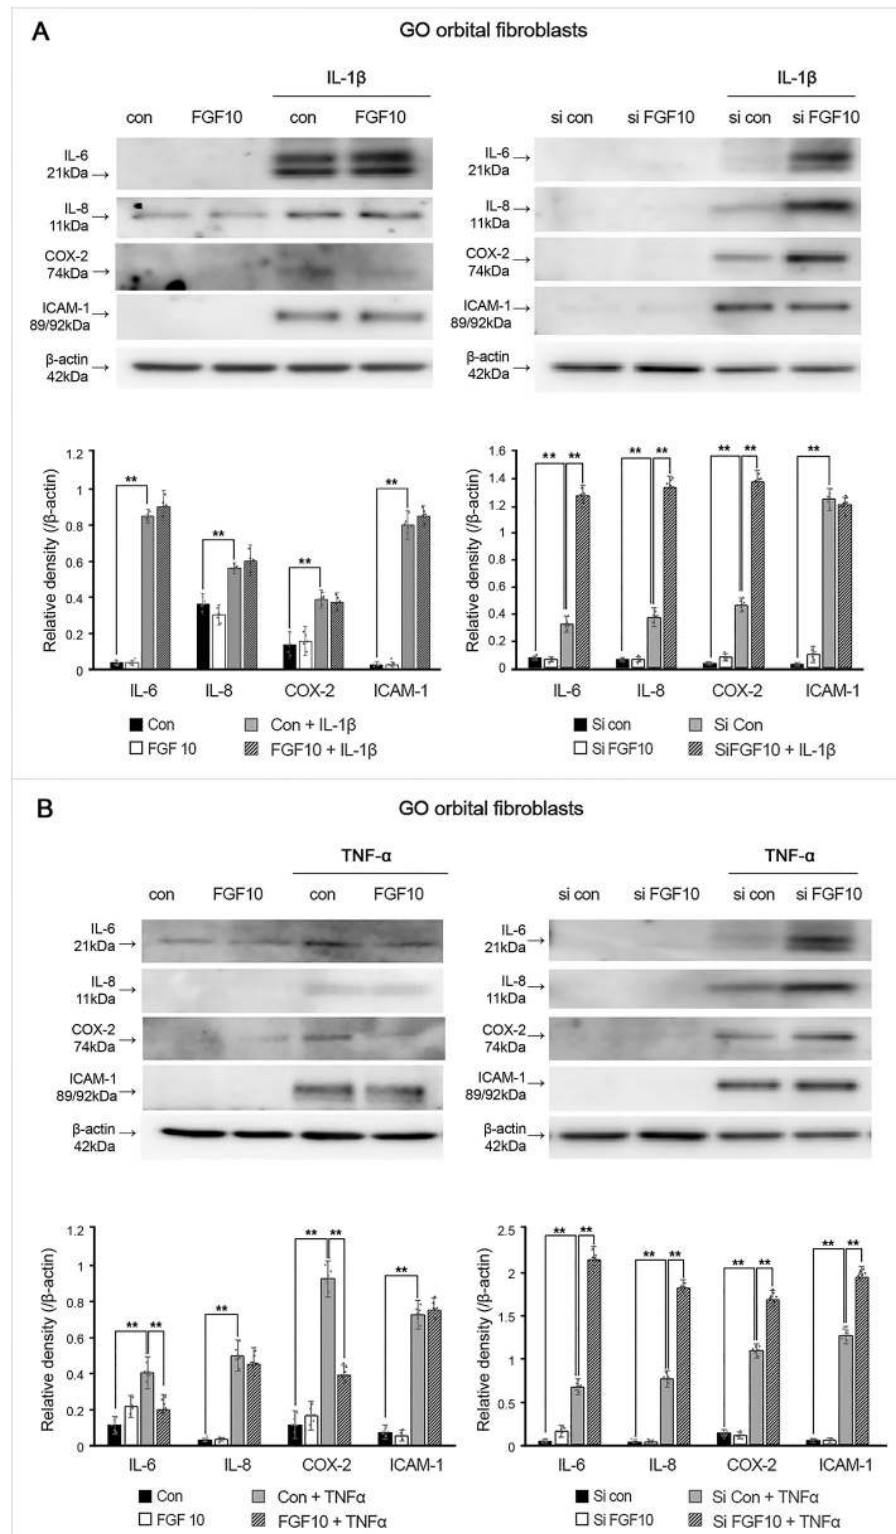 A
GO orbital fibroblasts
IL-1β
con FGF10 con FGF10
IL-6
21kDa →
IL-8
11kDa →
COX-2
74kDa →
ICAM-1
89/92kDa →
β-actin
42kDa →
IL-1β
si con si FGF10 si con si FGF10
IL-6
21kDa →
IL-8
11kDa →
COX-2
74kDa →
ICAM-1
89/92kDa →
β-actin
42kDa →
Relative density (/β-actin)
1.2
1
0.8
0.6
0.4
0.2
0
** ** ** **
IL-6 IL-8 COX-2 ICAM-1
Con Con + IL-1β
FGF 10 FGF10 + IL-1β
Relative density (/β-actin)
1.6
1.4
1.2
1.0
0.8
0.6
0.4
0.2
0
** ** ** ** ** ** **
IL-6 IL-8 COX-2 ICAM-1
Si con Si Con
Si FGF10 SiFGF10 + IL-1β
B
GO orbital fibroblasts
TNF-α
con FGF10 con FGF10
IL-6
21kDa →
IL-8
11kDa →
COX-2
74kDa →
ICAM-1
89/92kDa →
β-actin
42kDa →
TNF-α
si con si FGF10 si con si FGF10
IL-6
21kDa →
IL-8
11kDa →
COX-2
74kDa →
ICAM-1
89/92kDa →
β-actin
42kDa →
Relative density (/β-actin)
1.2
1
0.8
0.6
0.4
0.2
0
** ** ** ** ** **
IL-6 IL-8 COX-2 ICAM-1
Con Con + TNFα
FGF 10 FGF10 + TNFα
Relative density (/β-actin)
2.5
2
1.5
1
0.5
0
** ** ** ** ** ** ** **
IL-6 IL-8 COX-2 ICAM-1
Si con Si Con + TNFα
Si FGF10 Si FGF10 + TNFα